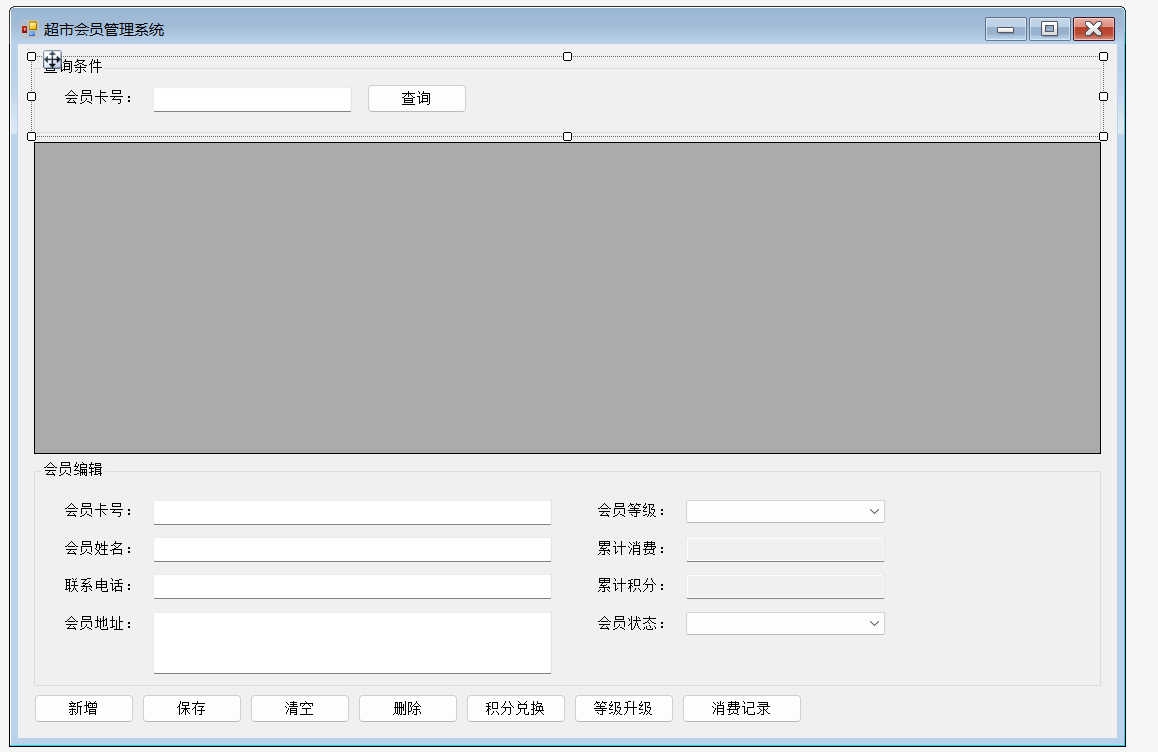 超市会员管理系统
查询条件
会员卡号：
查询
会员编辑
会员卡号：
会员等级：
会员姓名：
累计消费：
联系电话：
累计积分：
会员地址：
会员状态：
新增
保存
清空
删除
积分兑换
等级升级
消费记录